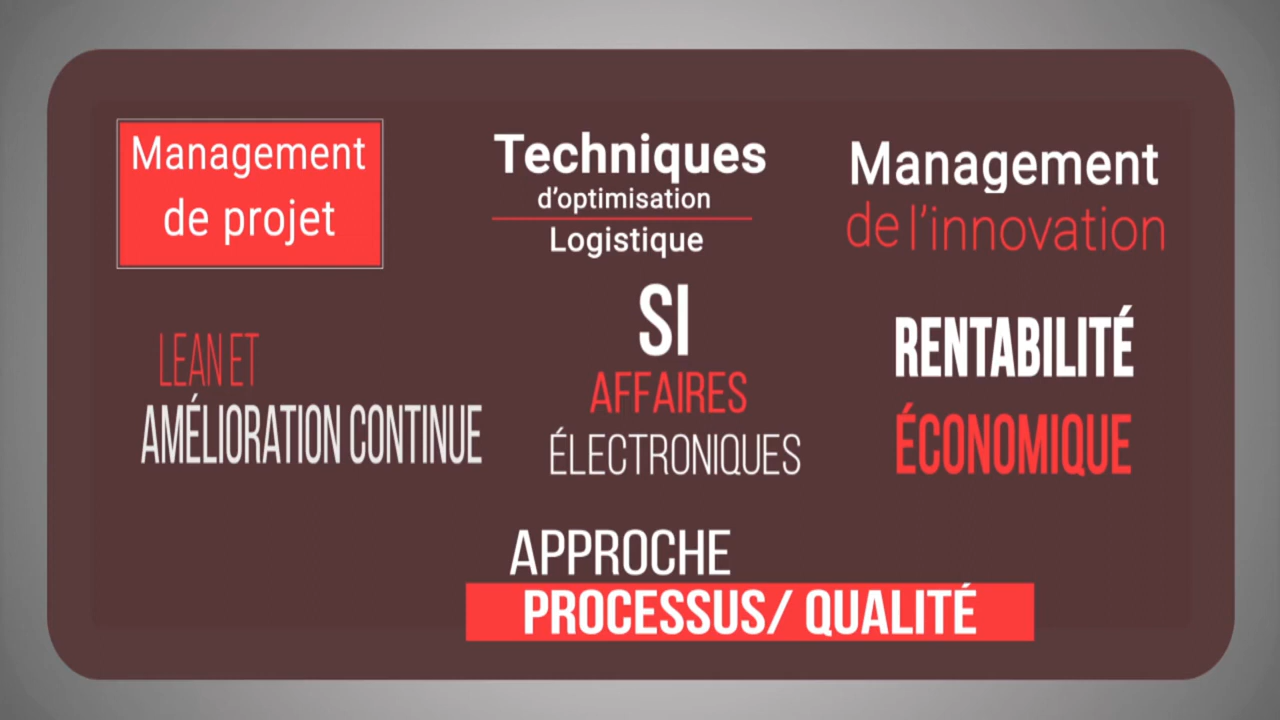 Management
de projet
Techniques
d’optimisation
Logistique
Management
de l’innovation
LEAN ET
AMÉLIORATION CONTINUE
SI
AFFAIRES
ÉLECTRONIQUES
RENTABILITÉ
ÉCONOMIQUE
APPROCHE
PROCESSUS/ QUALITÉ